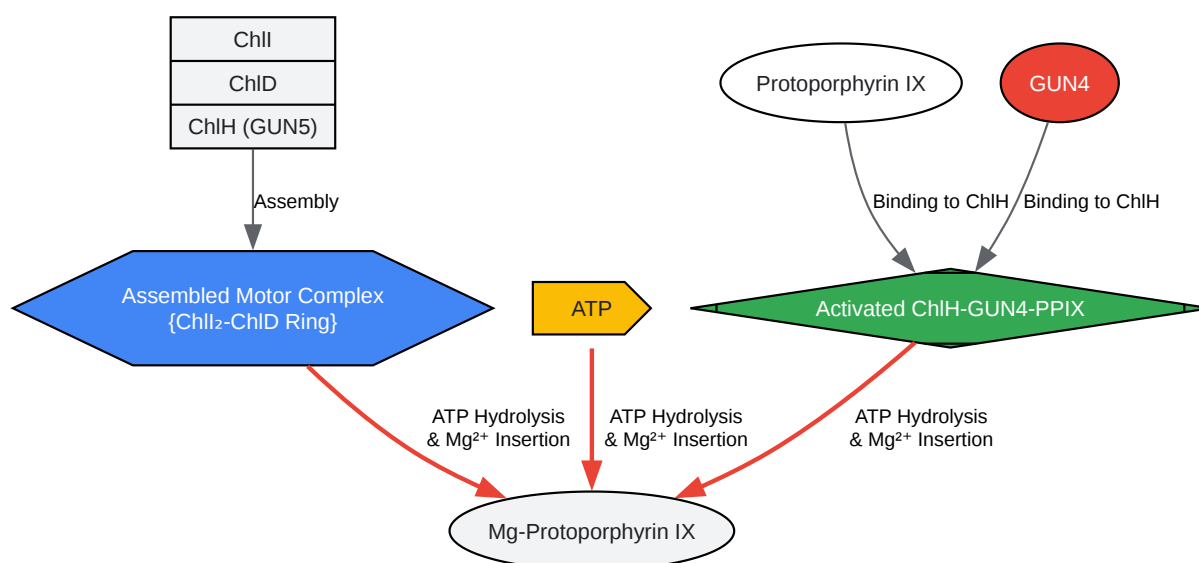 ChlI
ChlD
ChlH (GUN5)
Protoporphyrin IX
GUN4
Assembly
Binding to ChlH
Binding to ChlH
Assembled Motor Complex
{ChlI₂-ChlD Ring}
ATP
Activated ChlH-GUN4-PPIX
ATP Hydrolysis
& Mg²⁺ Insertion
ATP Hydrolysis
& Mg²⁺ Insertion
ATP Hydrolysis
& Mg²⁺ Insertion
Mg-Protoporphyrin IX